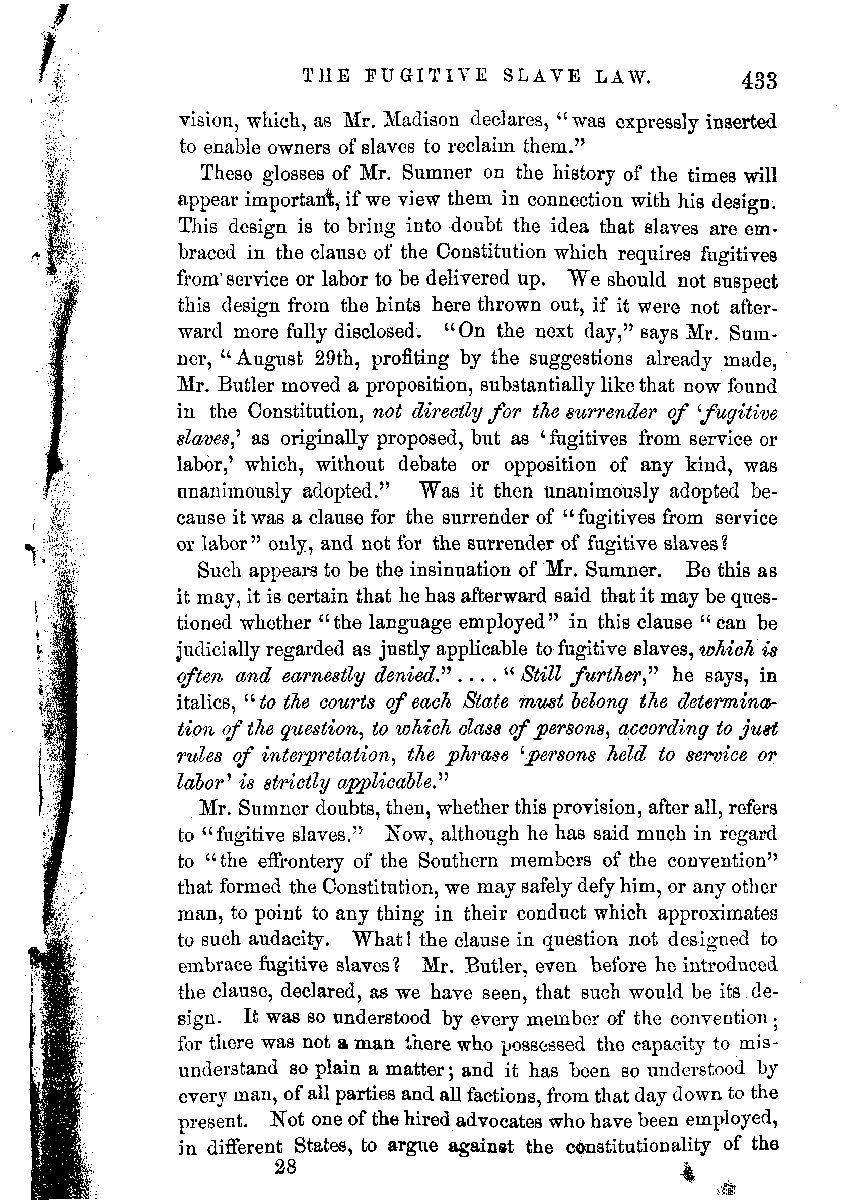 THE FUGITIVE SLAVE LAW. 433
vision, which, as Mr. Madison declares, "was expressly inserted
to enable owners of slaves to reclaim them."
These glosses of Mr. Sumner on the history of the times will
appear important, if we view them in connection with his design.
This design is to bring into doubt the idea that slaves are em-
braced in the clause of the Constitution which requires fugitives
from service or labor to be delivered up. We should not suspect
this design from the hints here thrown out, if it were not after-
ward more fully disclosed. "On the next day," says Mr. Sum-
ner, "August 29th, profiting by the suggestions already made,
Mr. Butler moved a proposition, substantially like that now found
in the Constitution, not directly for the surrender of 'fugitive
slaves,' as originally proposed, but as 'fugitives from service or
labor,' which, without debate or opposition of any kind, was
unanimously adopted." Was it then unanimously adopted be-
cause it was a clause for the surrender of "fugitives from service
or labor" only, and not for the surrender of fugitive slaves?
Such appears to be the insinuation of Mr. Sumner. Be this as
it may, it is certain that he has afterward said that it may be ques-
tioned whether "the language employed" in this clause "can be
judicially regarded as justly applicable to fugitive slaves, which is
often and earnestly denied." .... "Still further," he says, in
italics, "to the courts of each State must belong the determina-
tion of the question, to which class of persons, according to just
rules of interpretation, the phrase 'persons held to service or
labor' is strictly applicable."
Mr. Sumner doubts, then, whether this provision, after all, refers
to "fugitive slaves." Now, although he has said much in regard
to "the effrontery of the Southern members of the convention"
that formed the Constitution, we may safely defy him, or any other
man, to point to any thing in their conduct which approximates
to such audacity. What! the clause in question not designed to
embrace fugitive slaves? Mr. Butler, even before he introduced
the clause, declared, as we have seen, that such would be its de-
sign. It was so understood by every member of the convention;
for there was not a man there who possessed the capacity to mis-
understand so plain a matter; and it has been so understood by
every man, of all parties and all factions, from that day down to the
present. Not one of the hired advocates who have been employed,
in different States, to argue against the constitutionality of the
28